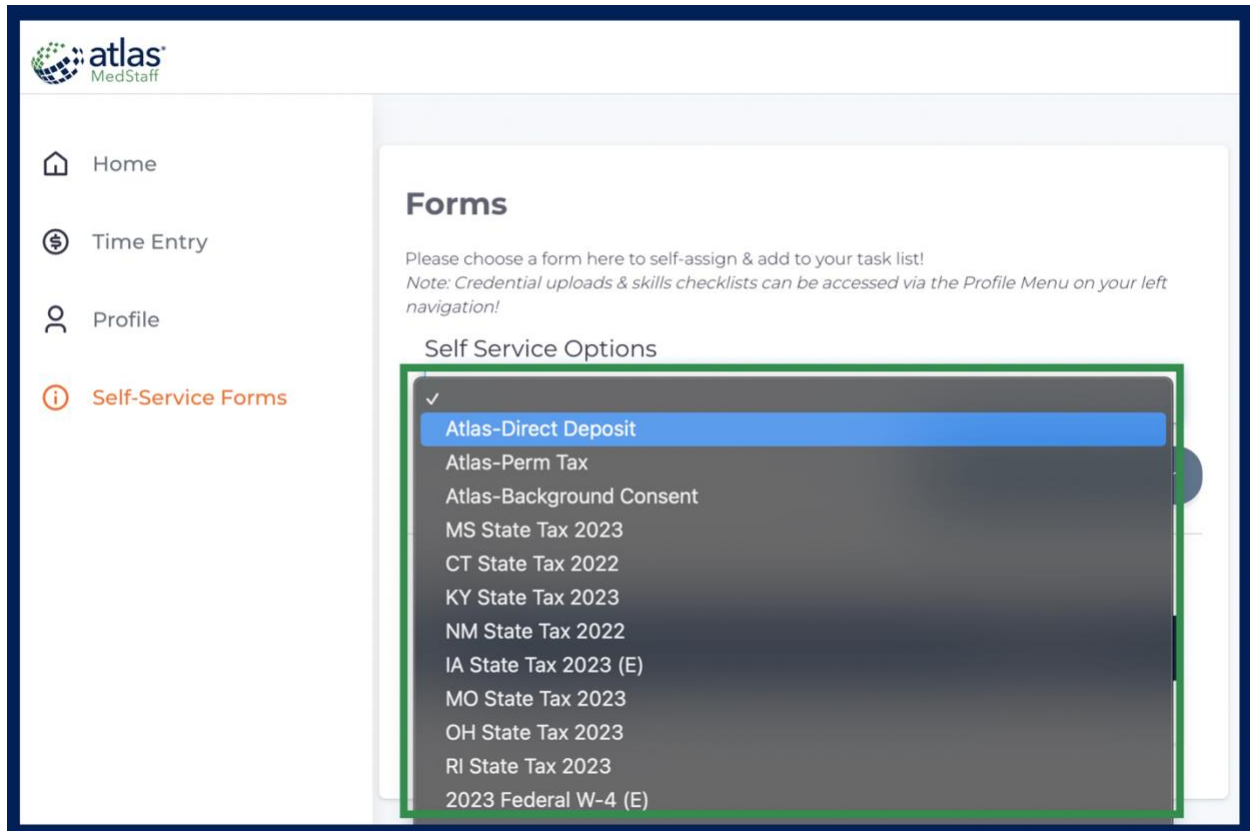 atlas
MedStaff
Home
Time Entry
Profile
Self-Service Forms
Forms
Please choose a form here to self-assign & add to your task list!
Note: Credential uploads & skills checklists can be accessed via the Profile Menu on your left
navigation!
Self Service Options
Atlas-Direct Deposit
Atlas-Perm Tax
Atlas-Background Consent
MS State Tax 2023
CT State Tax 2022
KY State Tax 2023
NM State Tax 2022
IA State Tax 2023 (E)
MO State Tax 2023
OH State Tax 2023
RI State Tax 2023
2023 Federal W-4 (E)